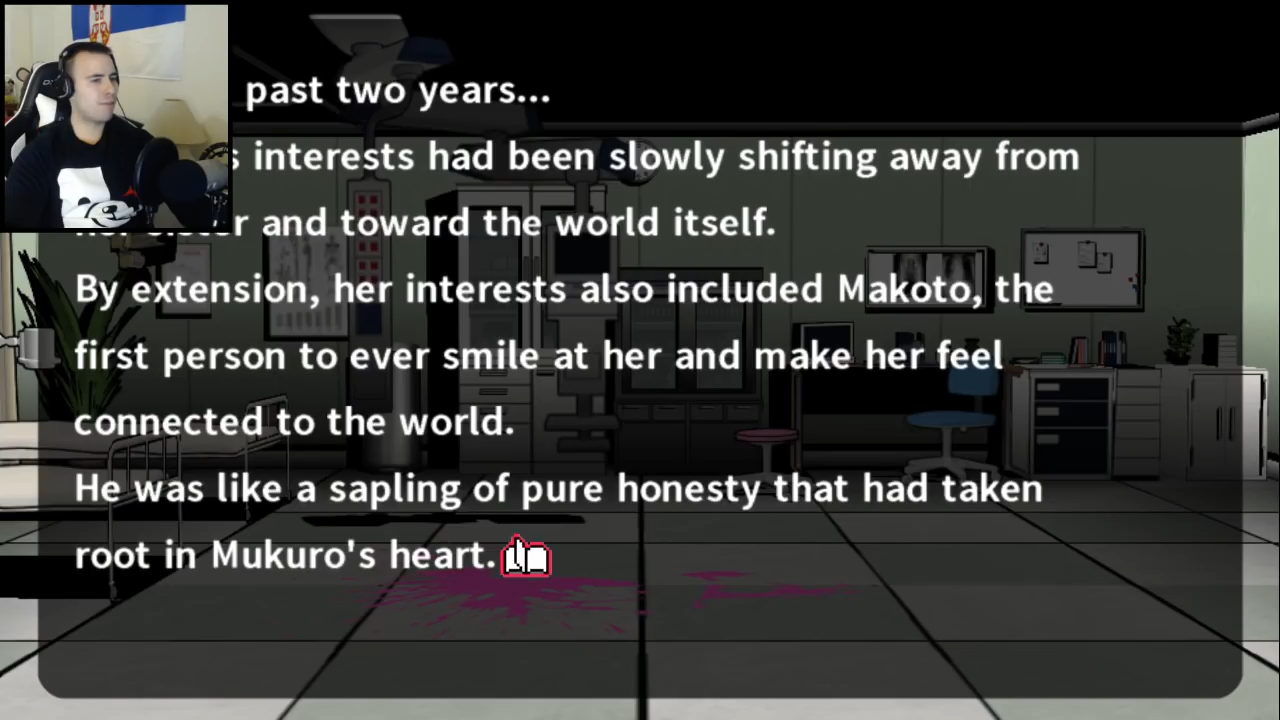 past two years...
s interests had been slowly shifting away from
her sister and toward the world itself.
By extension, her interests also included Makoto, the
first person to ever smile at her and make her feel
connected to the world.
He was like a sapling of pure honesty that had taken
root in Mukuro's heart.